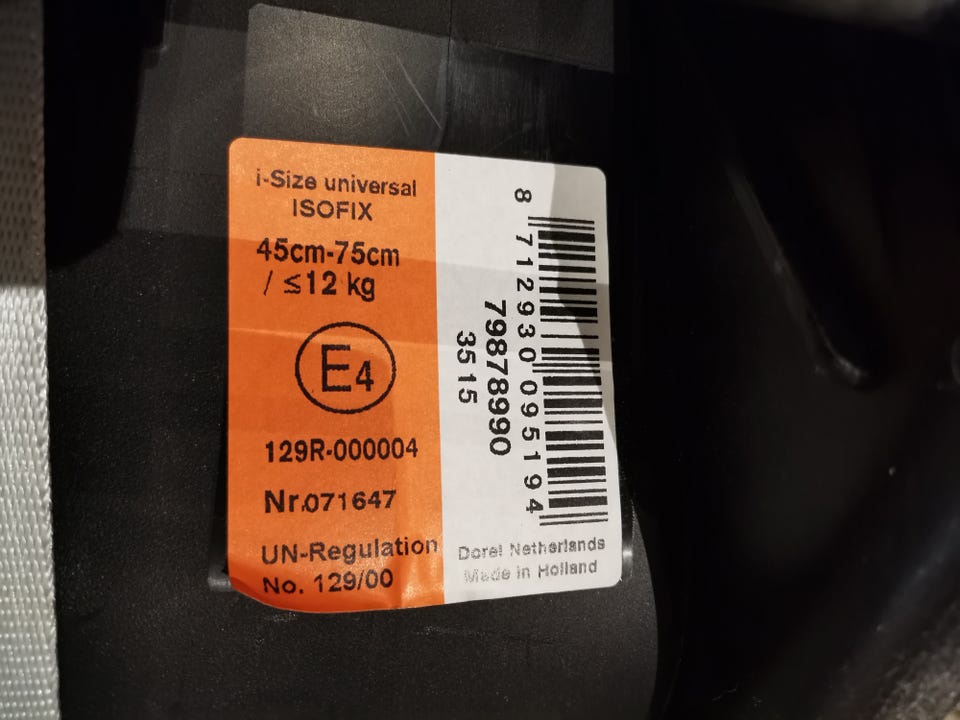 i-Size universal
ISOFIX
45cm-75cm
/ ≤12 kg
E4
129R-000004
Nr.071647
UN-Regulation
No. 129/00
8 712930 095194
79878990
3515
Dorel Netherlands
Made in Holland